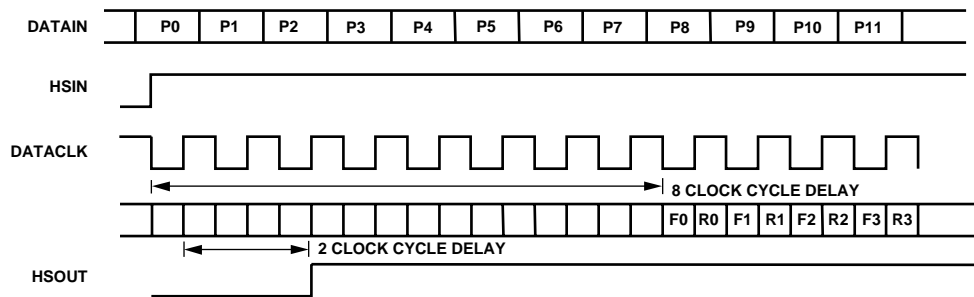 DATAIN P0 P1 P2 P3 P4 P5 P6 P7 P8 P9 P10 P11
HSIN
DATACLK
8 CLOCK CYCLE DELAY
F0 R0 F1 R1 F2 R2 F3 R3
2 CLOCK CYCLE DELAY
HSOUT